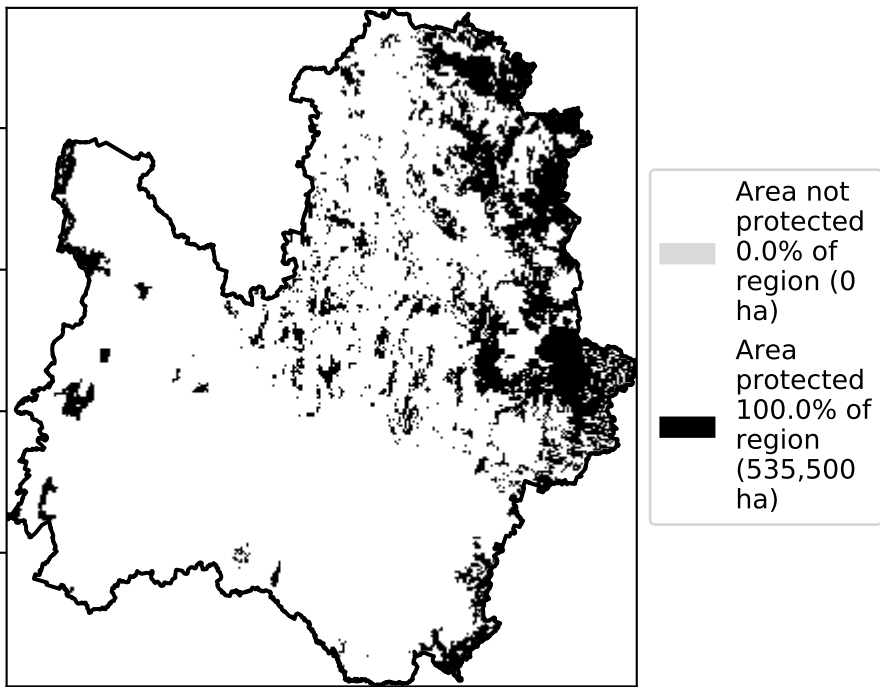 Area not
protected
0.0% of
region (0
ha)
Area
protected
100.0% of
region
(535,500
ha)